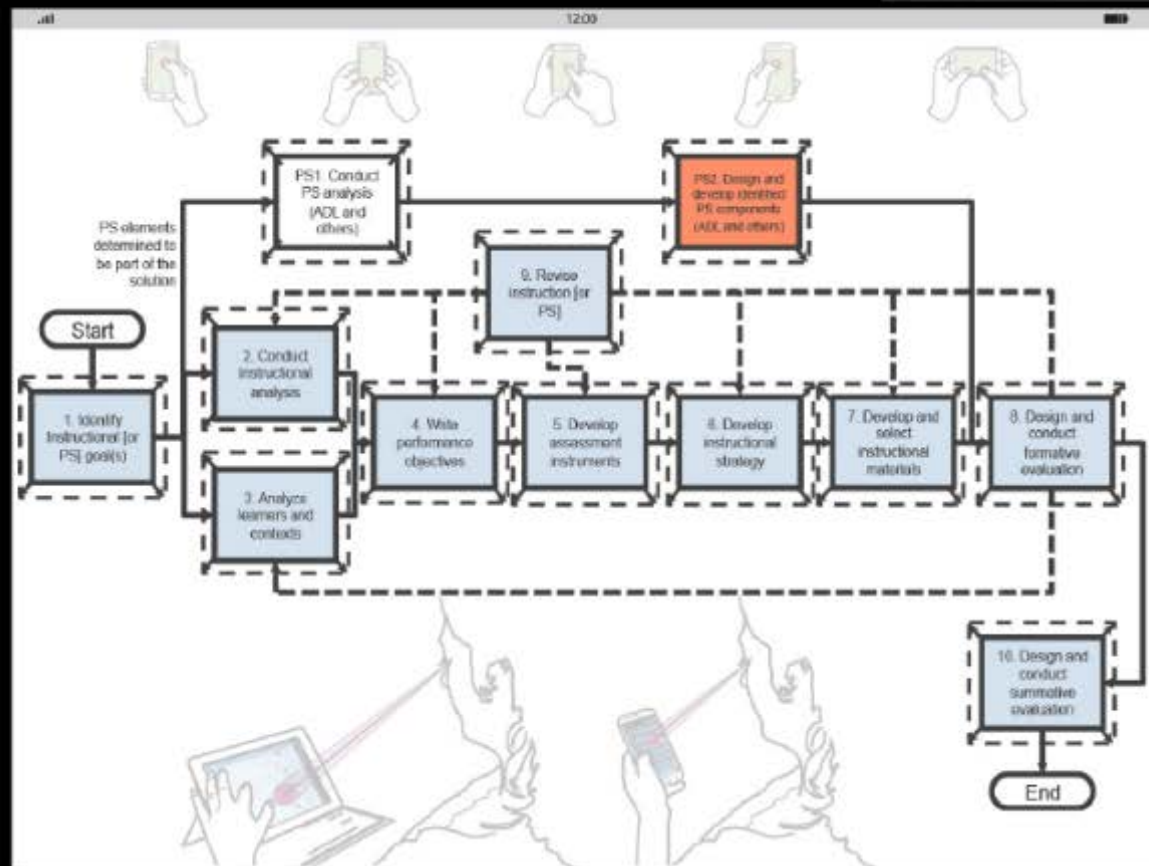 12:00
PS1. Conduct
PS analysis
(ADL and
others)
PS2. Design and
develop identified
PS components
(ADL and others)
PS elements
determined to
be part of the
solution
9. Revise
instruction [or
PS]
Start
2. Conduct
instructional
analysis
1. Identify
Instructional [or
PS] goal(s)
4. Write
performance
objectives
5. Develop
assessment
instruments
6. Develop
instructional
strategy
7. Develop and
select
instructional
materials
8. Design and
conduct
formative
evaluation
3. Analyze
learners and
contexts
10. Design and
conduct
summative
evaluation
End